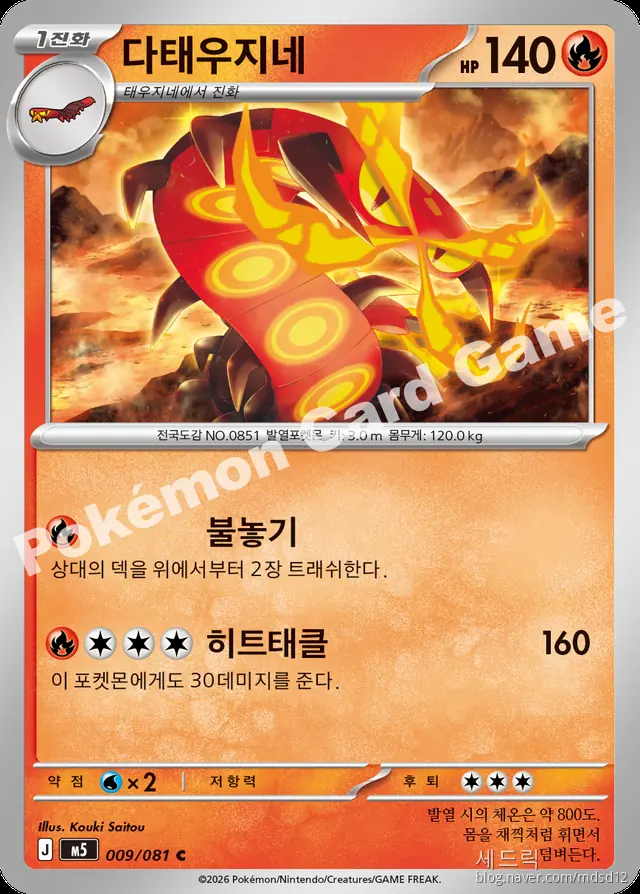 1진화
다태우지네
HP 140
태우지네에서 진화
전국도감 NO.0851 발열포켓몬 키: 3.0 m 몸무게: 120.0 kg
Pokémon Card Game
불놓기
상대의 덱을 위에서부터 2장 트래쉬한다.
히트태클 160
이 포켓몬에게도 30데미지를 준다.
약점 ×2 저항력 후퇴
발열 시의 체온은 약 800도.
몸을 채찍처럼 휘면서
덤벼든다.
Illus. Kouki Saitou
J m5 009/081 C
세드릭
blog.naver.com/mdsd12
©2026 Pokémon/Nintendo/Creatures/GAME FREAK.